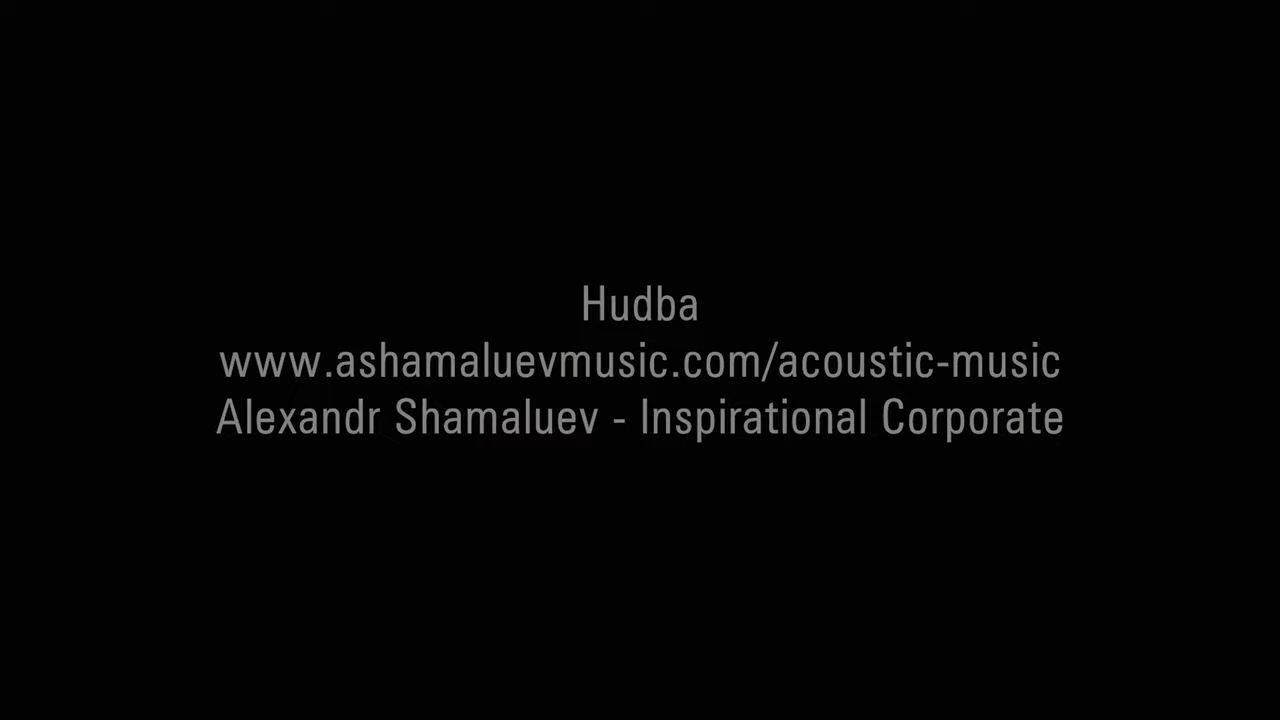 Hudba
www.ashamaluevmusic.com/acoustic-music
Alexandr Shamaluev - Inspirational Corporate